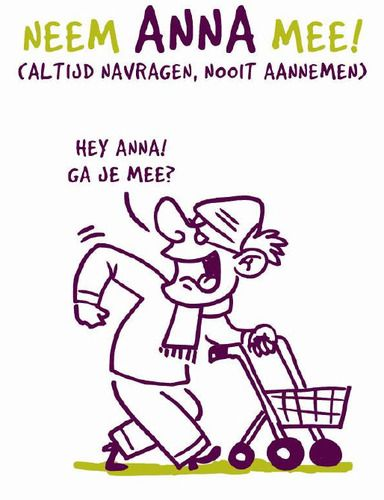 NEEM ANNA MEE!
(ALTIJD NAVRAGEN, NOOIT AANNEMEN)
HEY ANNA!
GA JE MEE?